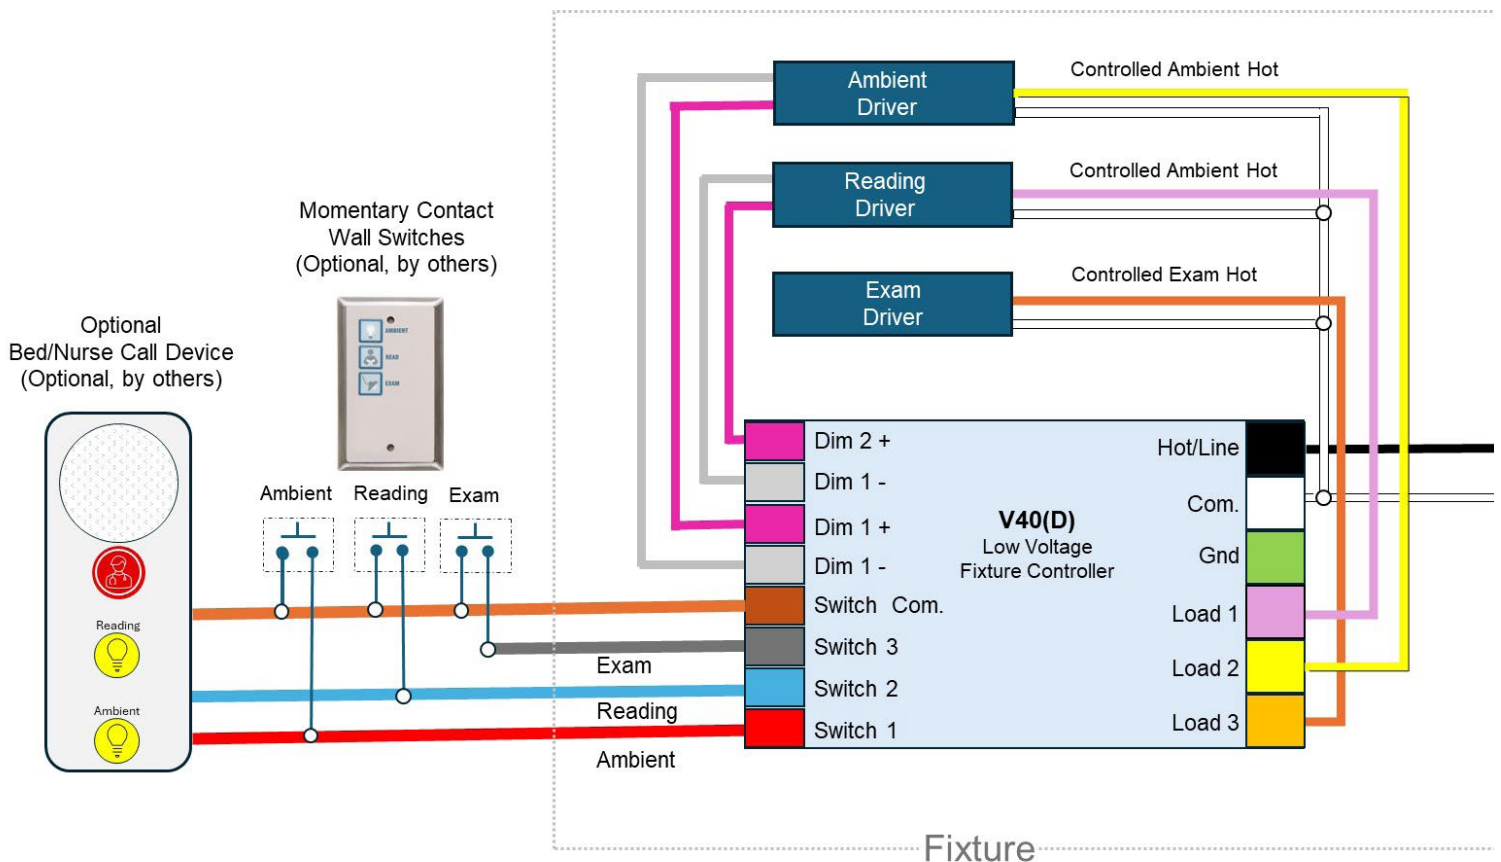 Ambient
Driver
Controlled Ambient Hot
Reading
Driver
Controlled Ambient Hot
Exam
Driver
Controlled Exam Hot
Momentary Contact
Wall Switches
(Optional, by others)
AMBIENT
READ
EXAM
Optional
Bed/Nurse Call Device
(Optional, by others)
Reading
Ambient
Ambient
Reading
Exam
Exam
Reading
Ambient
Dim 2 +
Dim 1 -
Dim 1 +
Dim 1 -
Switch Com.
Switch 3
Switch 2
Switch 1
V40(D)
Low Voltage
Fixture Controller
Hot/Line
Com.
Gnd
Load 1
Load 2
Load 3
Fixture